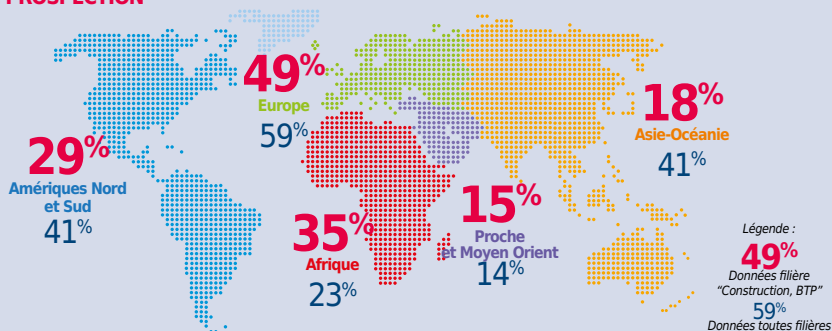 PROSPECTION
49%
Europe
59%
18%
Asie-Océanie
41%
29%
Amériques Nord
et Sud
41%
35%
Afrique
23%
15%
Proche
et Moyen Orient
14%
Légende :
49%
Données filière
"Construction, BTP"
59%
Données toutes filières